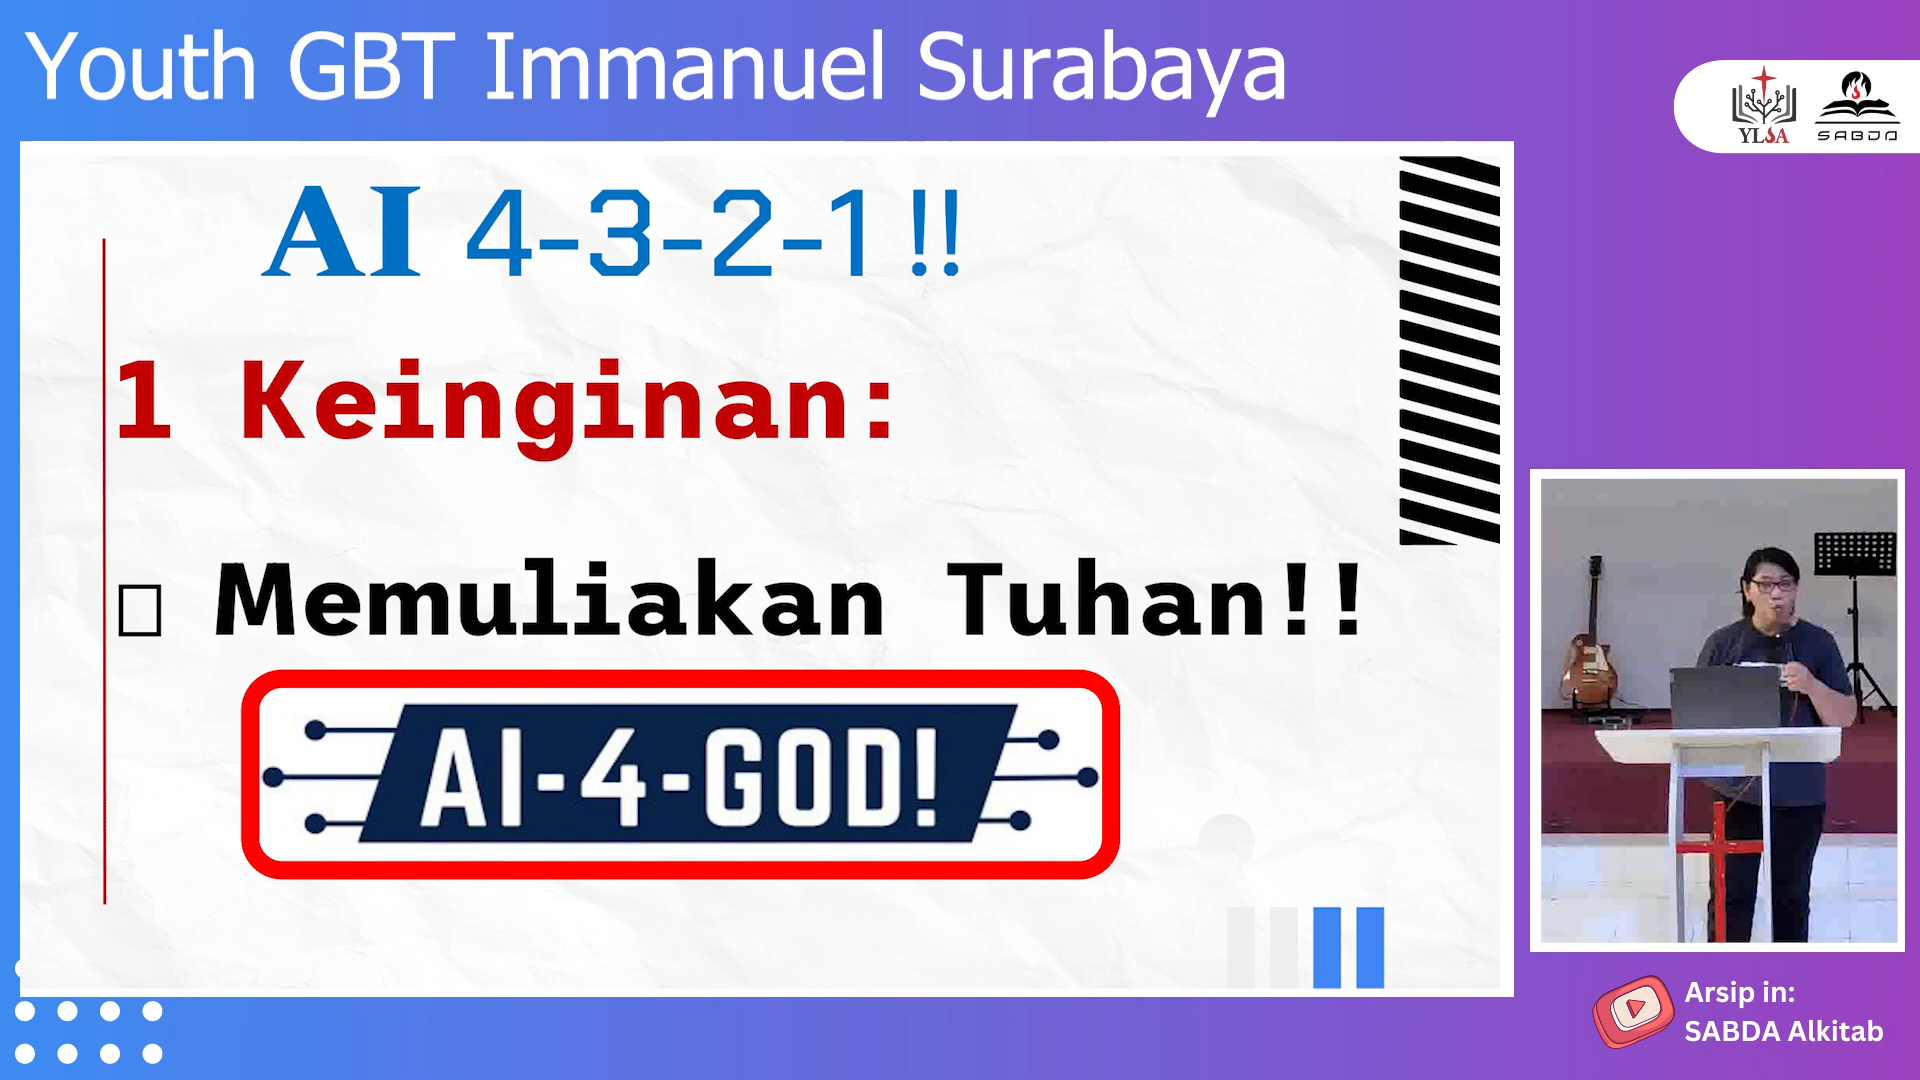 Youth GBT Immanuel Surabaya
YLSA
SABDA
AI 4-3-2-1!!
1 Keinginan:
Memuliakan Tuhan!!
AI-4-GOD!
Arsip in:
SABDA Alkitab